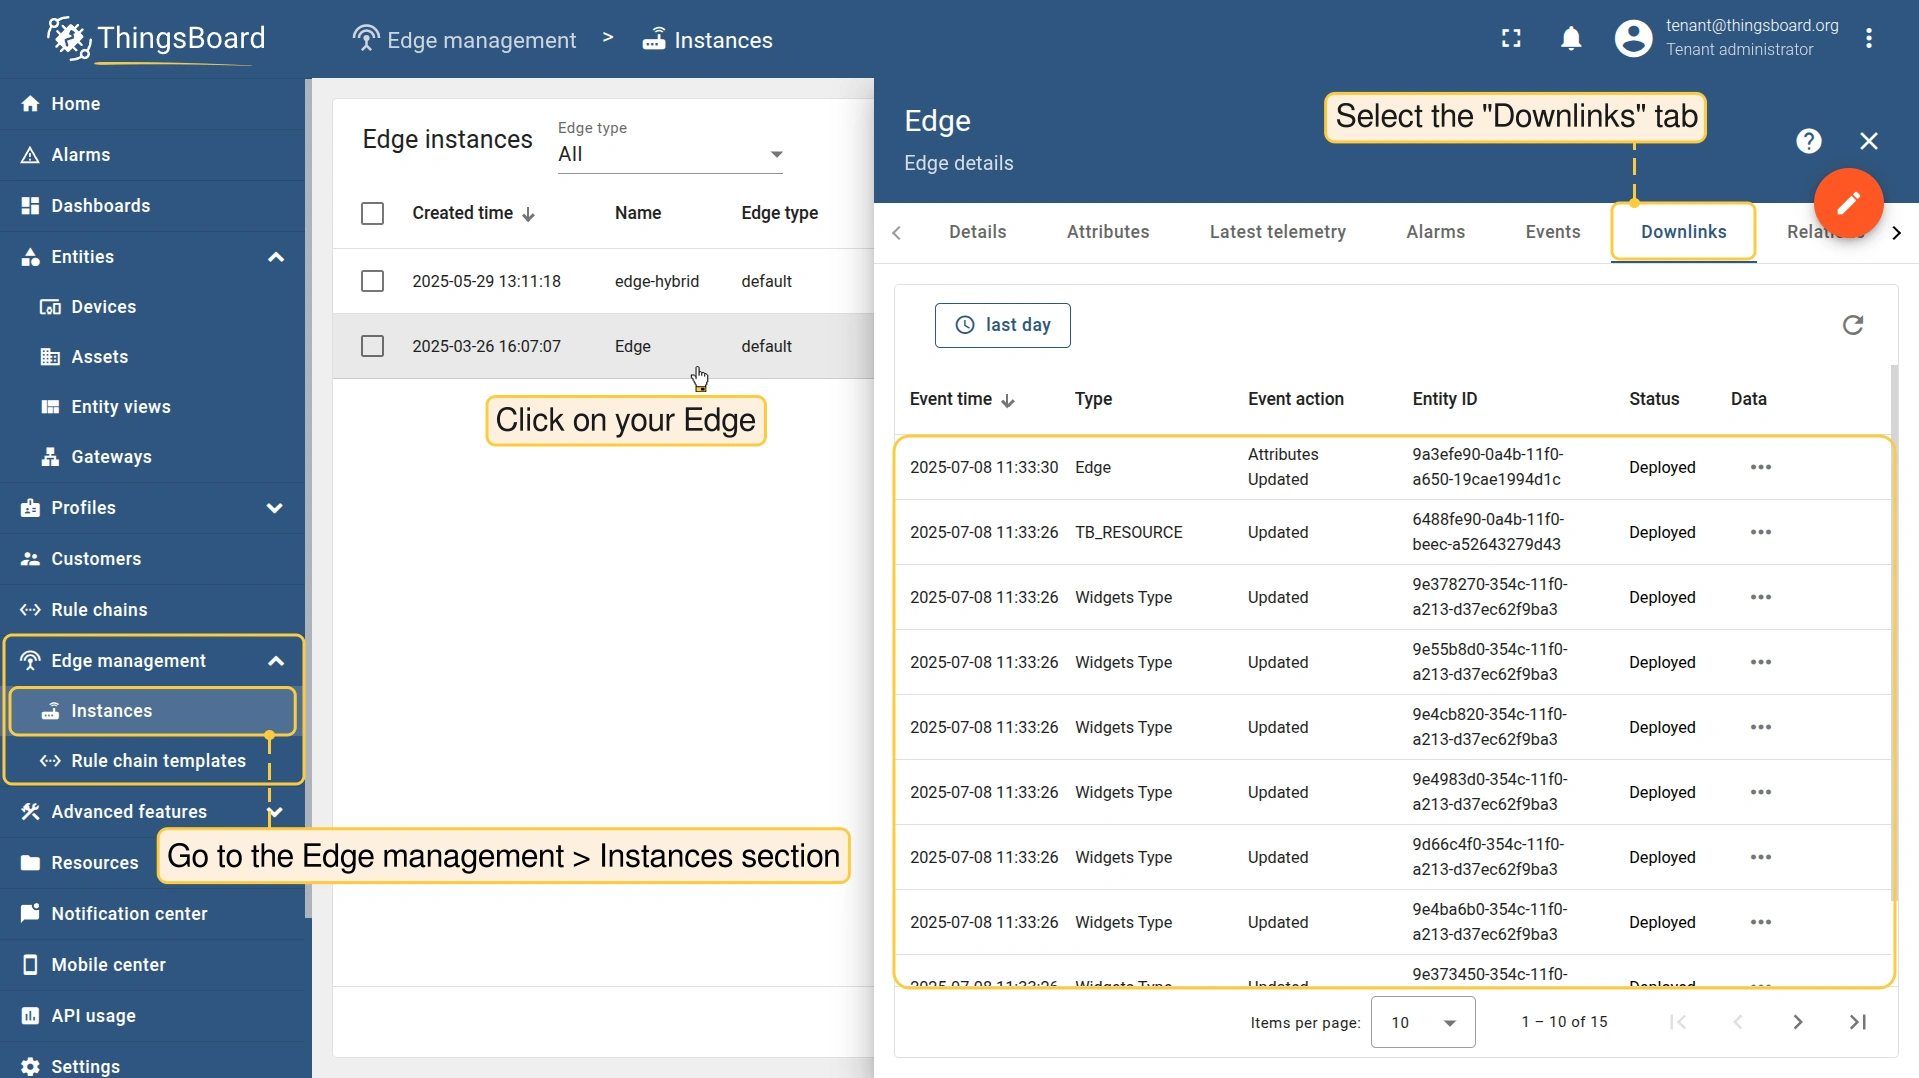 ThingsBoard
Edge management > Instances
tenant@thingsboard.org
Tenant administrator
Home
Alarms
Dashboards
Entities
Devices
Assets
Entity views
Gateways
Profiles
Customers
Rule chains
Edge management
Instances
Rule chain templates
Advanced features
Resources
Notification center
Mobile center
API usage
Settings
Go to the Edge management > Instances section
Edge instances
Edge type
All
Created time Name Edge type
2025-05-29 13:11:18 edge-hybrid default
2025-03-26 16:07:07 Edge default
Click on your Edge
Edge
Edge details
Select the "Downlinks" tab
Details Attributes Latest telemetry Alarms Events Downlinks
last day
Event time Type Event action Entity ID Status Data
2025-07-08 11:33:30 Edge Attributes Updated 9a3efe90-0a4b-11f0-a650-19cae1994d1c Deployed
2025-07-08 11:33:26 TB_RESOURCE Updated 6488fe90-0a4b-11f0-beec-a52643279d43 Deployed
2025-07-08 11:33:26 Widgets Type Updated 9e378270-354c-11f0-a213-d37ec62f9ba3 Deployed
2025-07-08 11:33:26 Widgets Type Updated 9e55b8d0-354c-11f0-a213-d37ec62f9ba3 Deployed
2025-07-08 11:33:26 Widgets Type Updated 9e4cb820-354c-11f0-a213-d37ec62f9ba3 Deployed
2025-07-08 11:33:26 Widgets Type Updated 9e4983d0-354c-11f0-a213-d37ec62f9ba3 Deployed
2025-07-08 11:33:26 Widgets Type Updated 9d66c4f0-354c-11f0-a213-d37ec62f9ba3 Deployed
2025-07-08 11:33:26 Widgets Type Updated 9e4ba6b0-354c-11f0-a213-d37ec62f9ba3 Deployed
9e373450-354c-11f0-
Items per page: 10 1 – 10 of 15